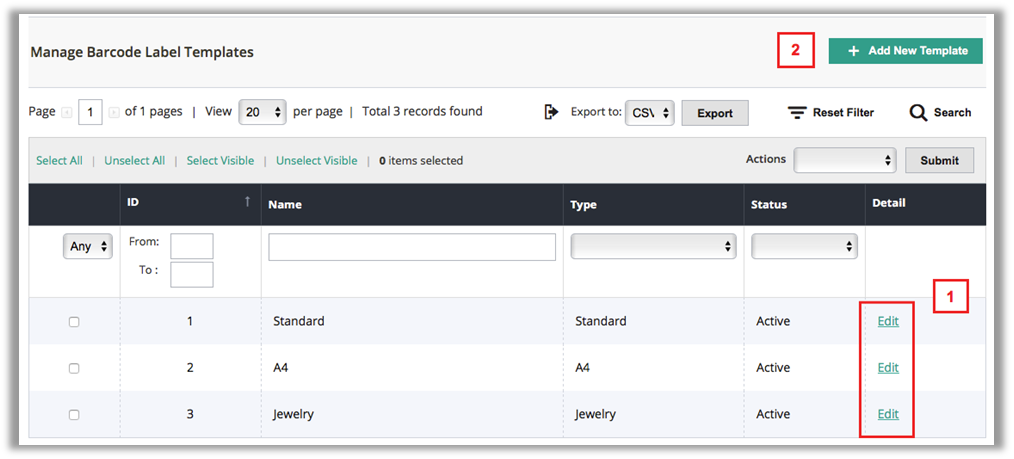 Manage Barcode Label Templates 2 + Add New Template
Page 1 of 1 pages | View 20 per page | Total 3 records found Export to: CSV Export Reset Filter Search
Select All | Unselect All | Select Visible | Unselect Visible | 0 items selected Actions Submit
ID ↑ Name Type Status Detail
Any From:
To :
1
1 Standard Standard Active Edit
2 A4 A4 Active Edit
3 Jewelry Jewelry Active Edit